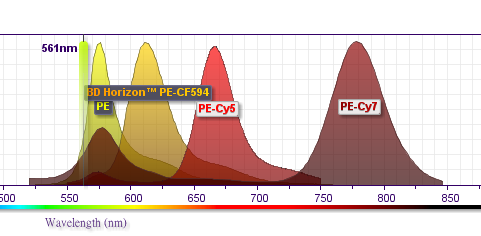 561nm
BD Horizon™ PE-CF594
PE
PE-Cy5
PE-Cy7
500 550 600 650 700 750 800 850
Wavelength (nm)